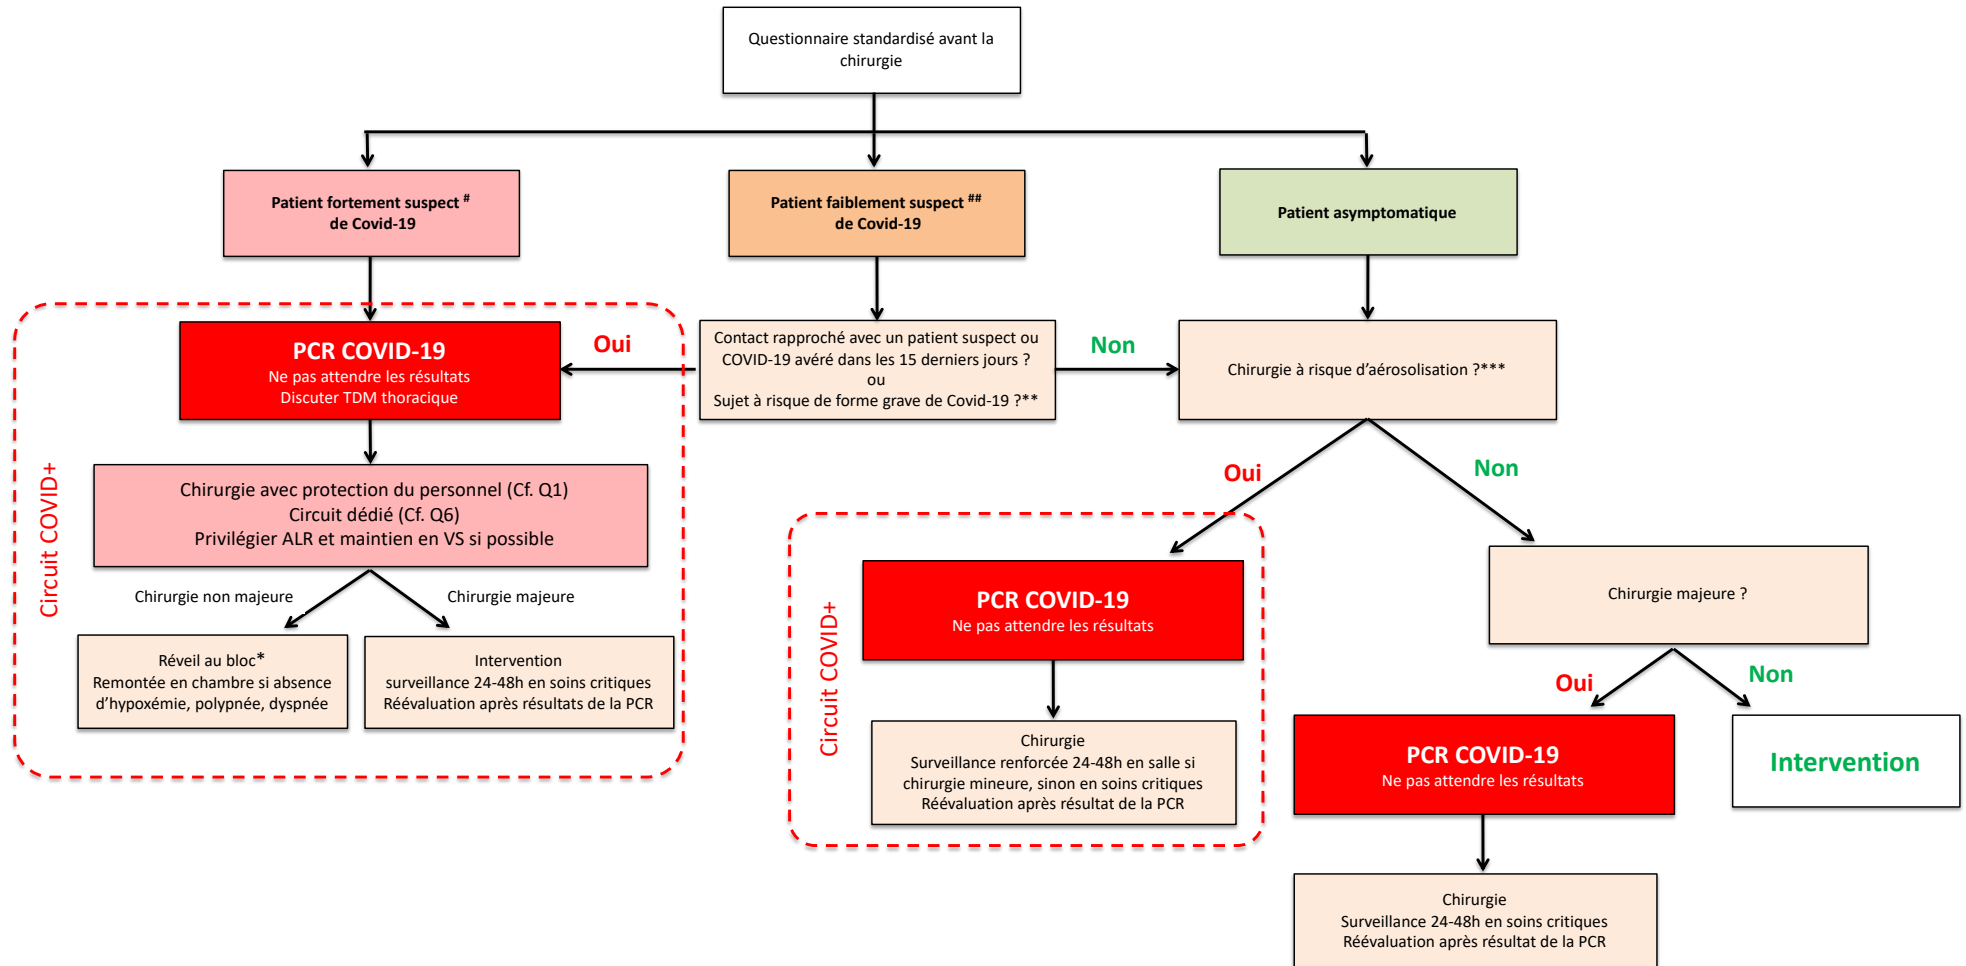 Questionnaire standardisé avant la
chirurgie
Patient fortement suspect #
de Covid-19
Patient faiblement suspect ##
de Covid-19
Patient asymptomatique
PCR COVID-19
Ne pas attendre les résultats
Discuter TDM thoracique
Oui
Contact rapproché avec un patient suspect ou
COVID-19 avéré dans les 15 derniers jours ?
ou
Sujet à risque de forme grave de Covid-19 ?**
Non
Chirurgie à risque d’aérosolisation ?***
Circuit COVID+
Chirurgie avec protection du personnel (Cf. Q1)
Circuit dédié (Cf. Q6)
Privilégier ALR et maintien en VS si possible
Chirurgie non majeure
Chirurgie majeure
Réveil au bloc*
Remontée en chambre si absence
d’hypoxémie, polypnée, dyspnée
Intervention
surveillance 24-48h en soins critiques
Réévaluation après résultats de la PCR
Oui
Non
Circuit COVID+
PCR COVID-19
Ne pas attendre les résultats
Chirurgie
Surveillance renforcée 24-48h en salle si
chirurgie mineure, sinon en soins critiques
Réévaluation après résultat de la PCR
Chirurgie majeure ?
Oui
Non
PCR COVID-19
Ne pas attendre les résultats
Intervention
Chirurgie
Surveillance 24-48h en soins critiques
Réévaluation après résultat de la PCR